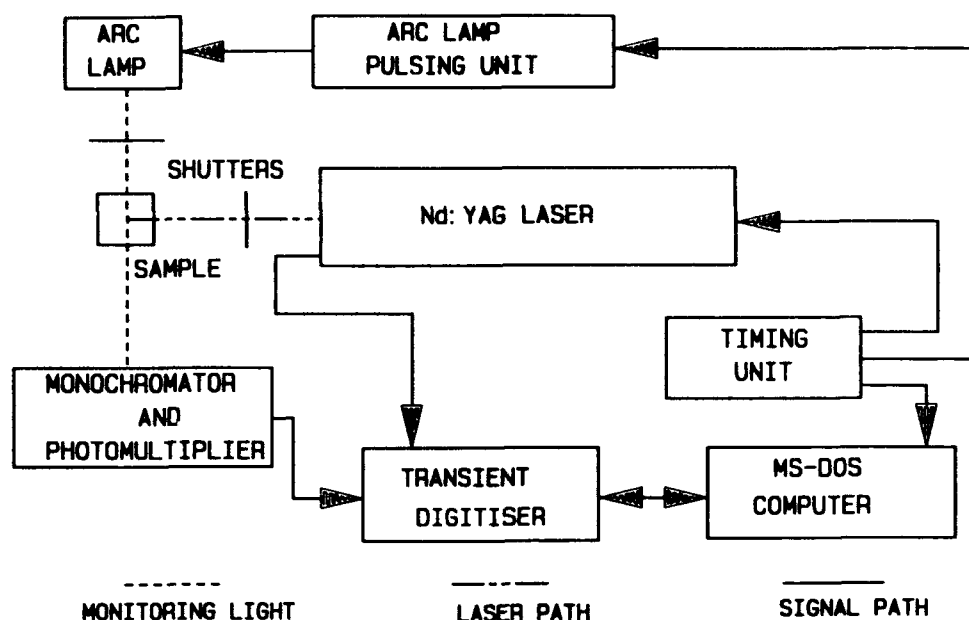 ARC
LAMP
ARC LAMP
PULSING UNIT
SHUTTERS
Nd: YAG LASER
SAMPLE
TIMING
UNIT
MONOCHROMATOR
AND
PHOTOMULTIPLIER
TRANSIENT
DIGITISER
MS-DOS
COMPUTER
MONITORING LIGHT
LASER PATH
SIGNAL PATH